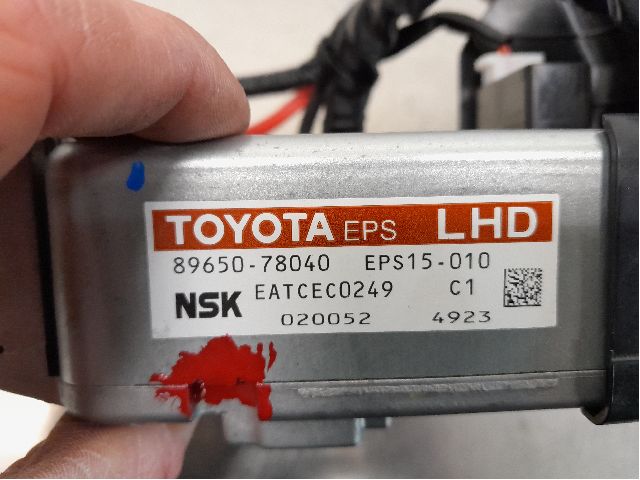 TOYOTA EPS LHD
89650-78040 EPS15-010
NSK EATCEC0249 C1
020052 4923